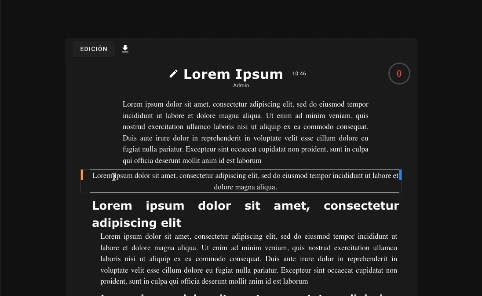 EDICIÓN
Lorem Ipsum 10:46
0
Admin
Lorem ipsum dolor sit amet, consectetur adipiscing elit, sed do eiusmod tempor
incididunt ut labore et dolore magna aliqua. Ut enim ad minim veniam, quis
nostrud exercitation ullamco laboris nisi ut aliquip ex ea commodo consequat.
Duis aute irure dolor in reprehenderit in voluptate velit esse cillum dolore eu
fugiat nulla pariatur. Excepteur sint occaecat cupidatat non proident, sunt in culpa
qui officia deserunt mollit anim id est laborum
Lorem ipsum dolor sit amet, consectetur adipiscing elit, sed do eiusmod tempor incididunt ut labore et
dolore magna aliqua.
Lorem ipsum dolor sit amet, consectetur
adipiscing elit
Lorem ipsum dolor sit amet, consectetur adipiscing elit, sed do eiusmod tempor incididunt ut
labore et dolore magna aliqua. Ut enim ad minim veniam, quis nostrud exercitation ullamco
laboris nisi ut aliquip ex ea commodo consequat. Duis aute irure dolor in reprehenderit in
voluptate velit esse cillum dolore eu fugiat nulla pariatur. Excepteur sint occaecat cupidatat non
proident, sunt in culpa qui officia deserunt mollit anim id est laborum